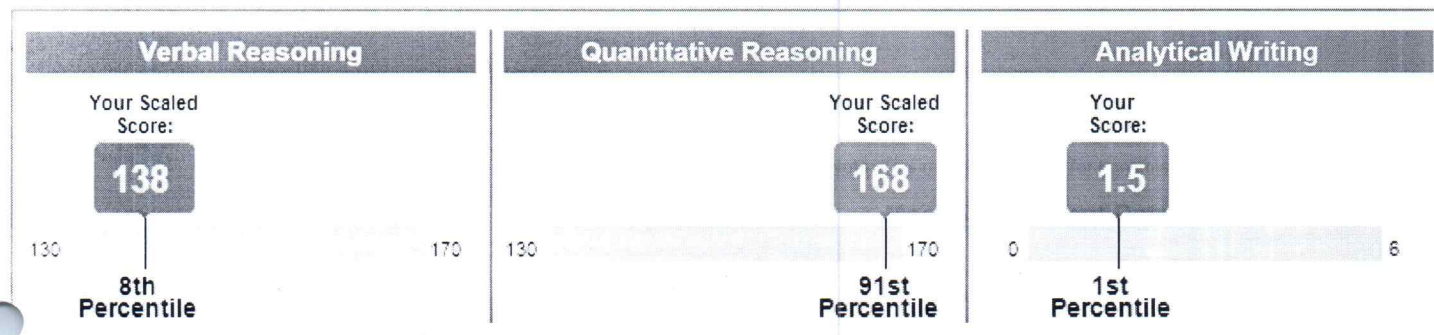 Verbal Reasoning
Your Scaled
Score:
138
130
170
8th
Percentile
Quantitative Reasoning
Your Scaled
Score:
168
130
170
91st
Percentile
Analytical Writing
Your
Score:
1.5
0
6
1st
Percentile